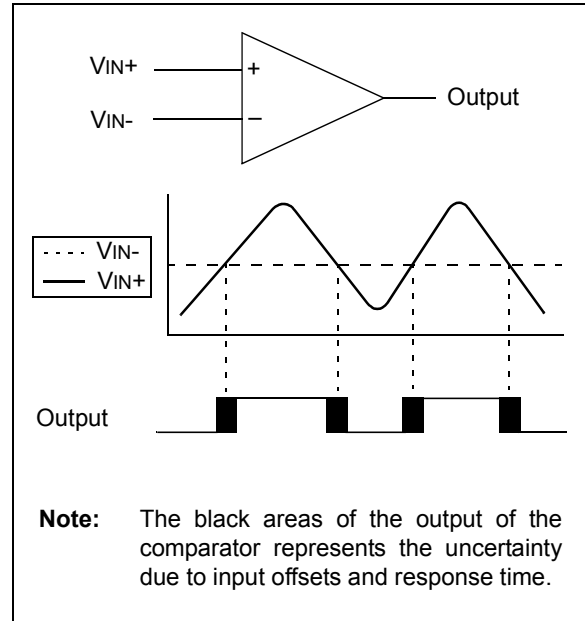 VIN+
+
Output
VIN-
–
VIN-
VIN+
Output
Note: The black areas of the output of the
comparator represents the uncertainty
due to input offsets and response time.